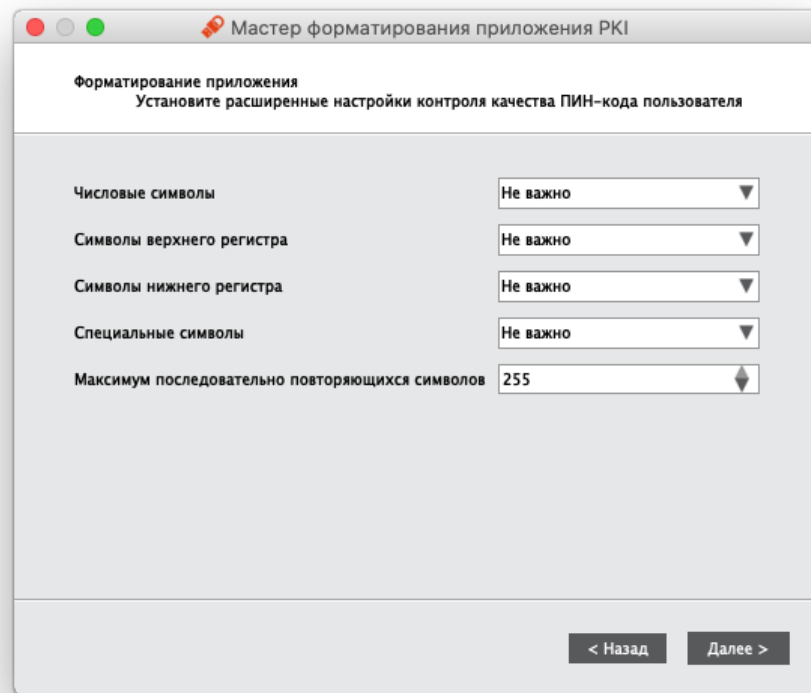 Мастер форматирования приложения PKI
Форматирование приложения
Установите расширенные настройки контроля качества ПИН-кода пользователя
Числовые символы Не важно
Символы верхнего регистра Не важно
Символы нижнего регистра Не важно
Специальные символы Не важно
Максимум последовательно повторяющихся символов 255
< Назад Далее >